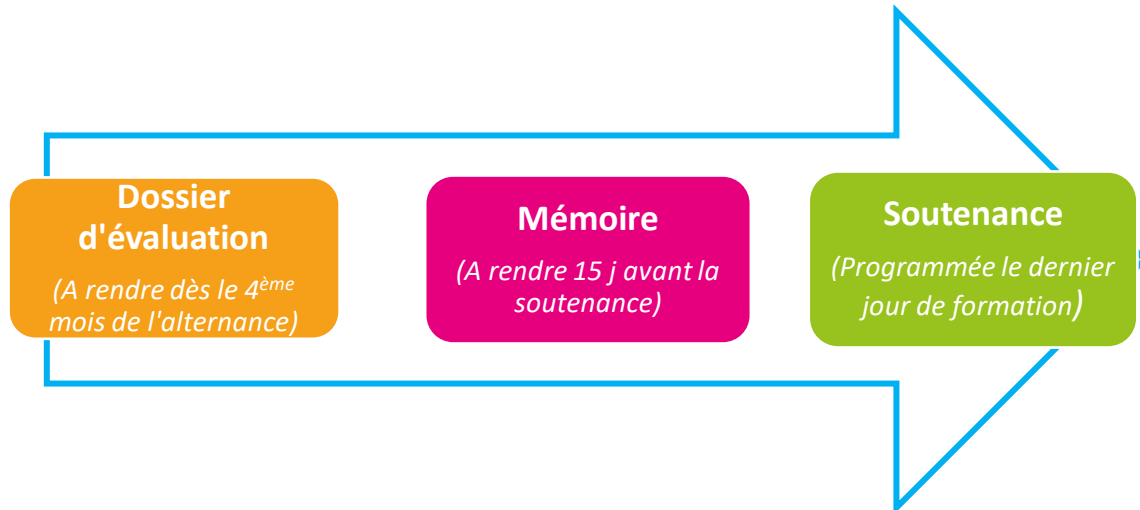 Dossier
d'évaluation
(A rendre dès le 4ème
mois de l'alternance)
Mémoire
(A rendre 15 j avant la
soutenance)
Soutenance
(Programmée le dernier
jour de formation)